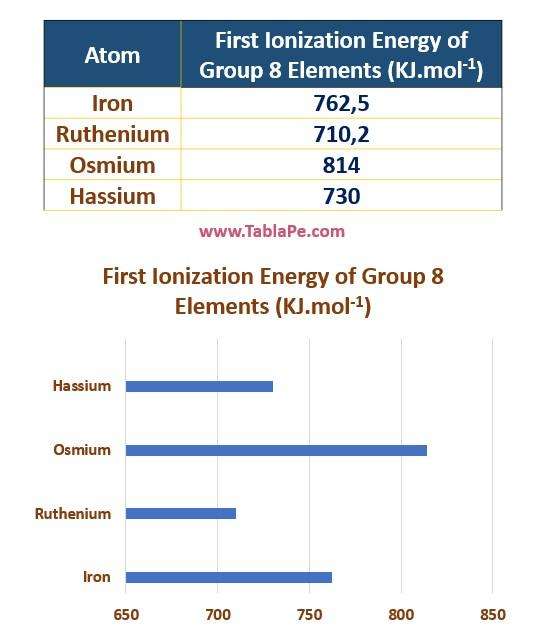 Atom
First Ionization Energy of
Group 8 Elements (KJ.mol-1)
Iron 762,5
Ruthenium 710,2
Osmium 814
Hassium 730
www.TablaPe.com
First Ionization Energy of Group 8
Elements (KJ.mol-1)
Hassium
Osmium
Ruthenium
Iron
650 700 750 800 850